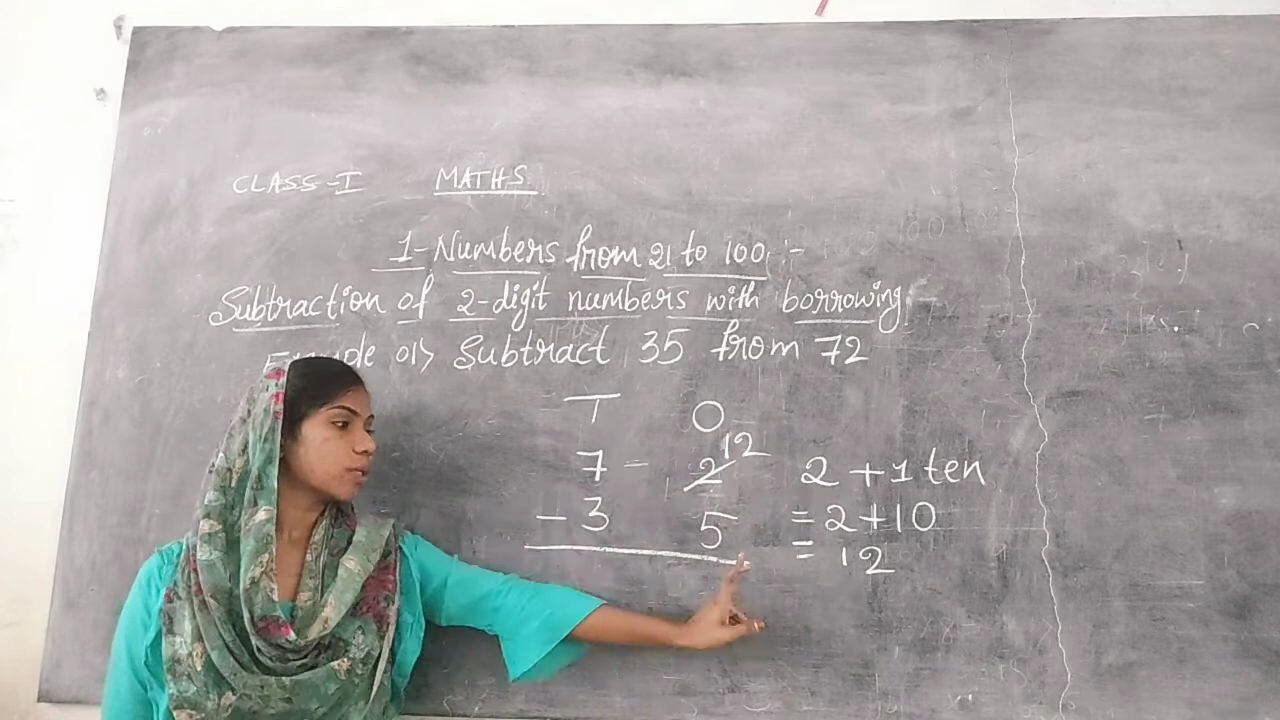 CLASS-I MATHS
1-Numbers from 21 to 100 :-
Subtraction of 2-digit numbers with borrowing:-
01> Subtract 35 from 72
T O
12
7 - 2 2 + 1 ten
- 3 5 = 2+10
= 12